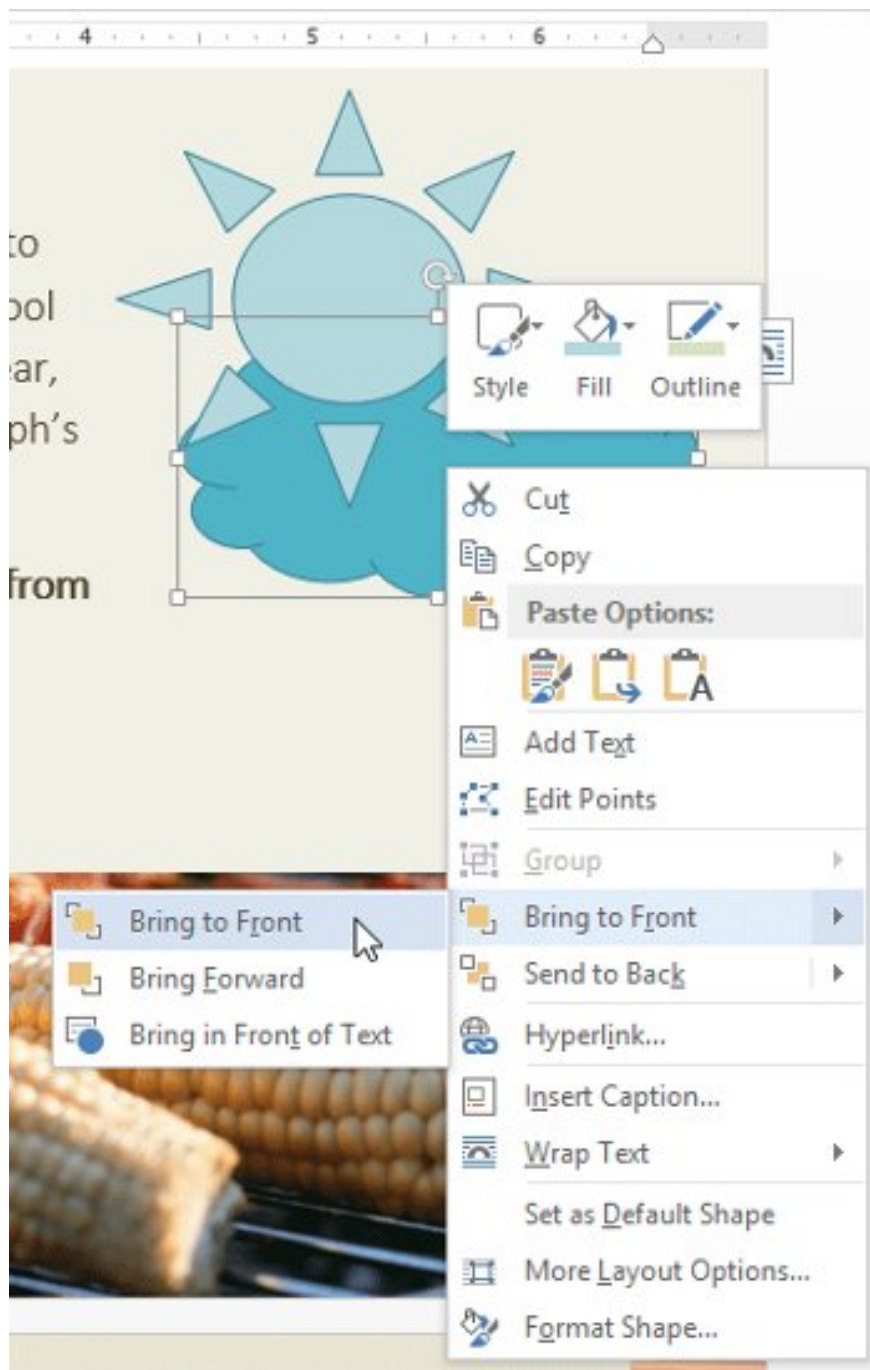 4 5 6
to
ool
ear,
ph's
from
Style Fill Outline
Cut
Copy
Paste Options:
A
Add Text
Edit Points
Group
Bring to Front
Bring to Front
Bring Forward
Bring in Front of Text
Send to Back
Hyperlink...
Insert Caption...
Wrap Text
Set as Default Shape
More Layout Options...
Format Shape...